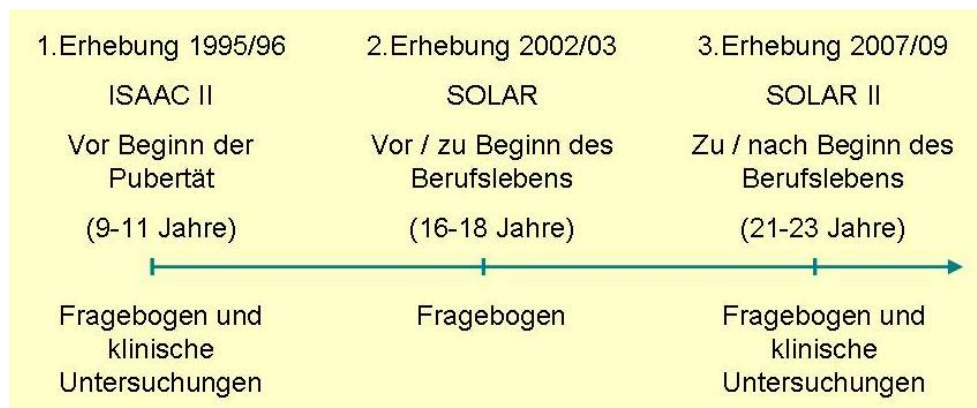 1.Erhebung 1995/96
ISAAC II
Vor Beginn der
Pubertät
(9-11 Jahre)
Fragebogen und
klinische
Untersuchungen
2.Erhebung 2002/03
SOLAR
Vor / zu Beginn des
Berufslebens
(16-18 Jahre)
Fragebogen
3.Erhebung 2007/09
SOLAR II
Zu / nach Beginn des
Berufslebens
(21-23 Jahre)
Fragebogen und
klinische
Untersuchungen